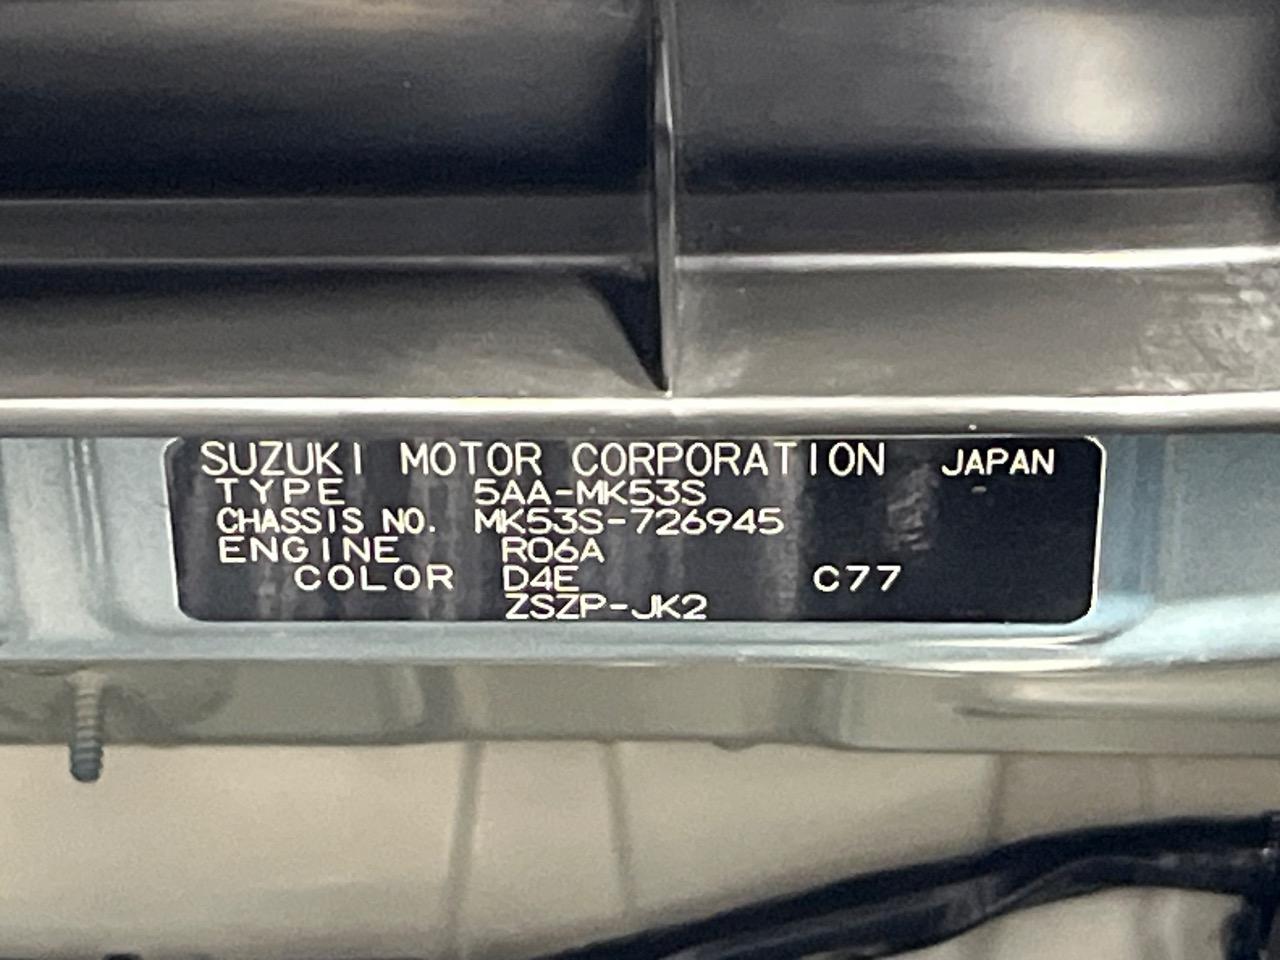 SUZUKI MOTOR CORPORATION JAPAN
TYPE 5AA-MK53S
CHASSIS NO. MK53S-726945
ENGINE R06A
COLOR D4E C77
ZSZP-JK2